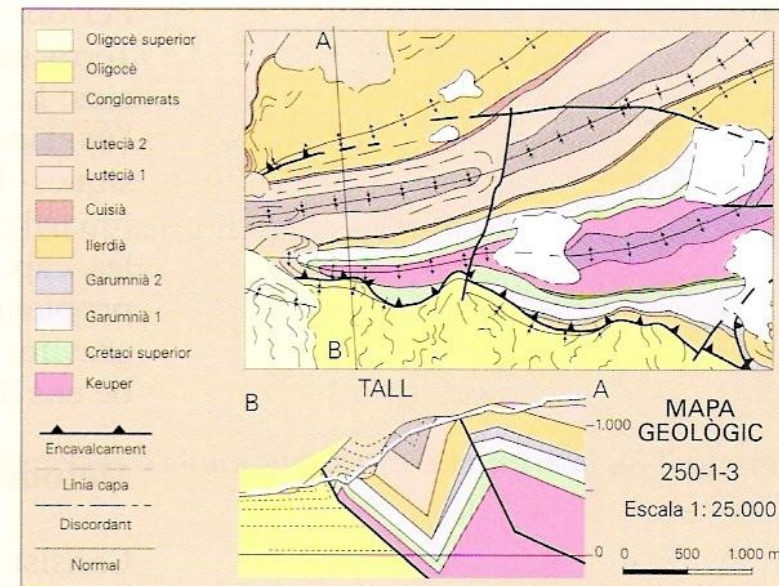 Oligocè superior
Oligocè
Conglomerats
Lutecià 2
Lutecià 1
Cuisià
Ilerdià
Garumnià 2
Garumnià 1
Cretaci superior
Keuper
Encavalcament
Línia capa
Discordant
Normal
A
B
TALL
B
A
1.000
0
MAPA
GEOLÒGIC
250-1-3
Escala 1: 25.000
0 500 1.000 m